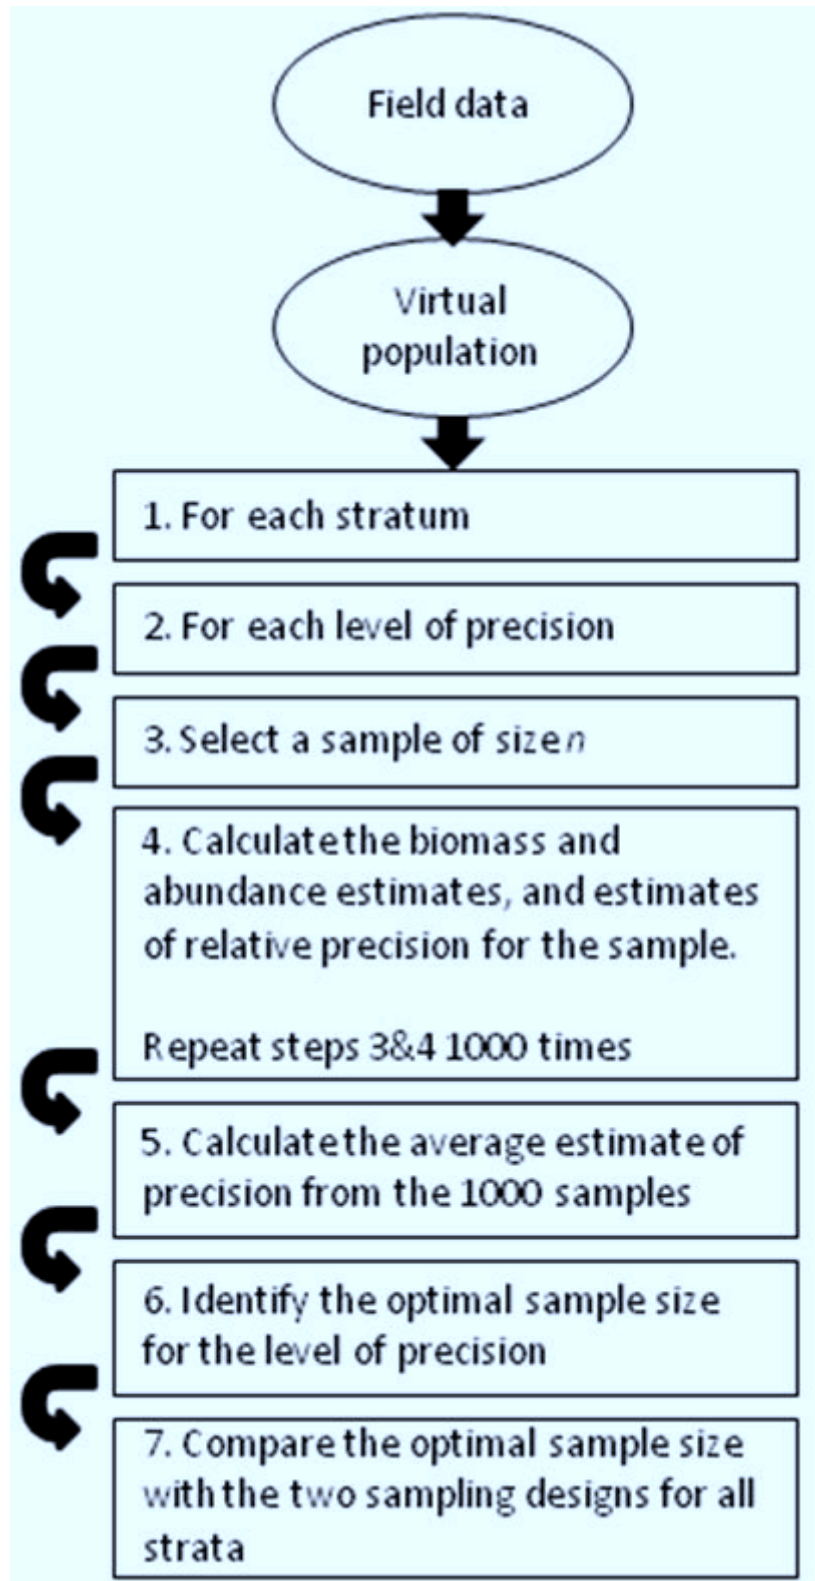 Field data
Virtual
population
1. For each stratum
2. For each level of precision
3. Select a sample of size n
4. Calculate the biomass and
abundance estimates, and estimates
of relative precision for the sample.
Repeat steps 3&4 1000 times
5. Calculate the average estimate of
precision from the 1000 samples
6. Identify the optimal sample size
for the level of precision
7. Compare the optimal sample size
with the two sampling designs for all
strata